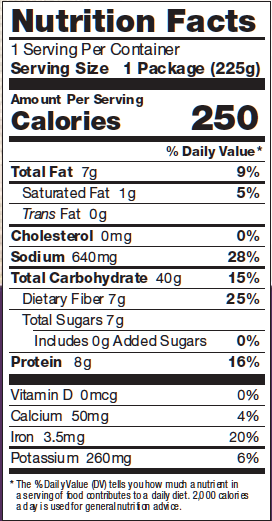 Nutrition Facts
1 Serving Per Container
Serving Size 1 Package (225g)
Amount Per Serving
Calories 250
% Daily Value*
Total Fat 7g 9%
Saturated Fat 1g 5%
Trans Fat 0g
Cholesterol 0mg 0%
Sodium 640mg 28%
Total Carbohydrate 40g 15%
Dietary Fiber 7g 25%
Total Sugars 7g
Includes 0g Added Sugars 0%
Protein 8g 16%
Vitamin D 0mcg 0%
Calcium 50mg 4%
Iron 3.5mg 20%
Potassium 260mg 6%
* The % Daily Value (DV) tells you how much a nutrient in
a serving of food contributes to a daily diet. 2,000 calories
a day is used for general nutrition advice.